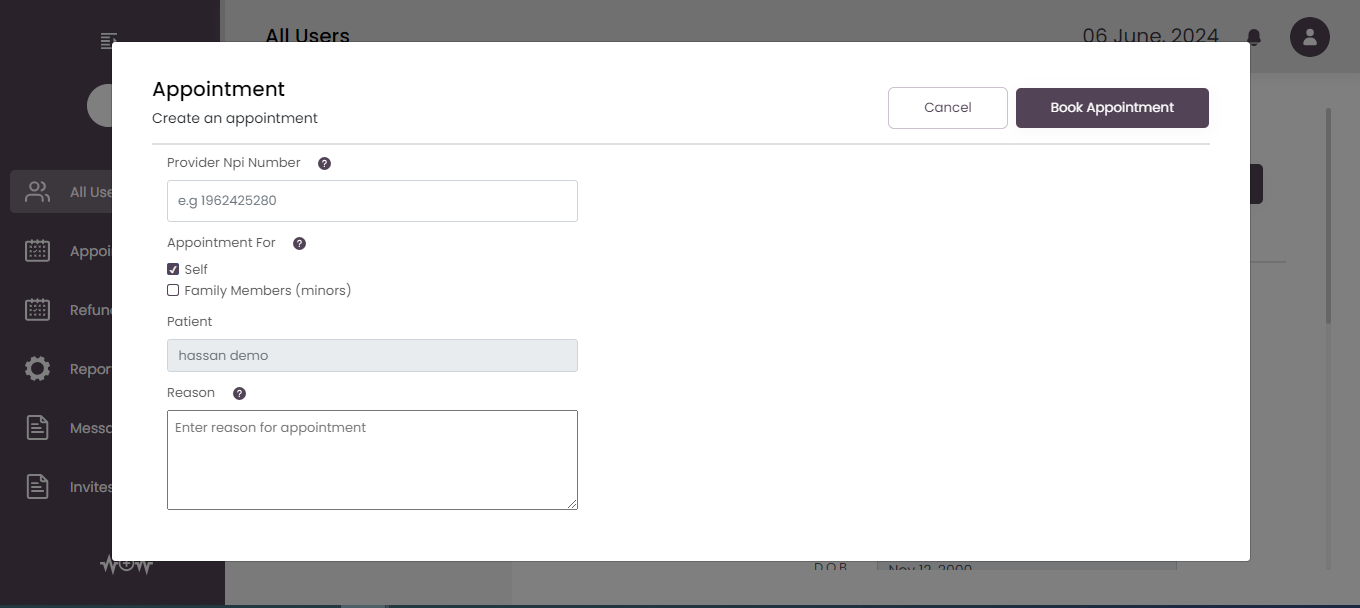 All Users
06 June, 2024
Appointment
Create an appointment
Cancel
Book Appointment
Provider Npi Number ?
e.g 1962425280
Appointment For ?
Self
Family Members (minors)
Patient
hassan demo
Reason ?
Enter reason for appointment
All Use
Appoi
Refun
Repor
Messa
Invites
D.O.B
Nov 12, 2000